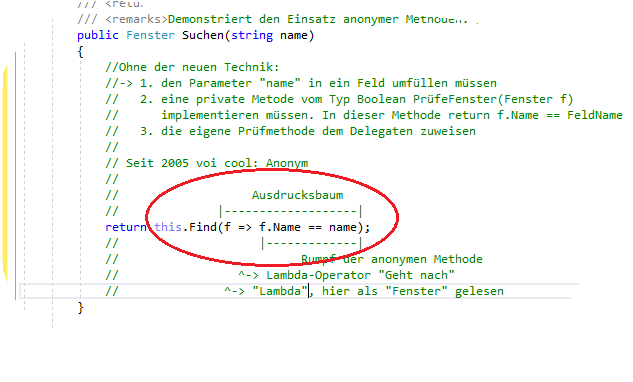 /// <retu
/// <remarks>Demonstriert den Einsatz anonymer Methoden.
public Fenster Suchen(string name)
{
//Ohne der neuen Technik:
//-> 1. den Parameter "name" in ein Feld umfüllen müssen
// 2. eine private Metode vom Typ Boolean PrüfeFenster(Fenster f)
// implementieren müssen. In dieser Methode return f.Name == FeldName
// 3. die eigene Prüfmethode dem Delegaten zuweisen
//
// Seit 2005 voi cool: Anonym
//
// Ausdrucksbaum
// |-------------------|
return this.Find(f => f.Name == name);
// |-------------|
// Rumpf der anonymen Methode
// ^-> Lambda-Operator "Geht nach"
// ^-> "Lambda", hier als "Fenster" gelesen
}